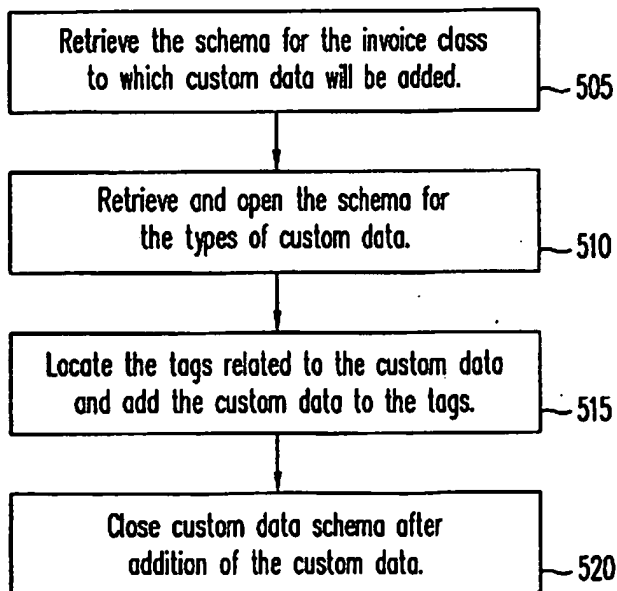 Retrieve the schema for the invoice class
to which custom data will be added.
505
Retrieve and open the schema for
the types of custom data.
510
Locate the tags related to the custom data
and add the custom data to the tags.
515
Close custom data schema after
addition of the custom data.
520